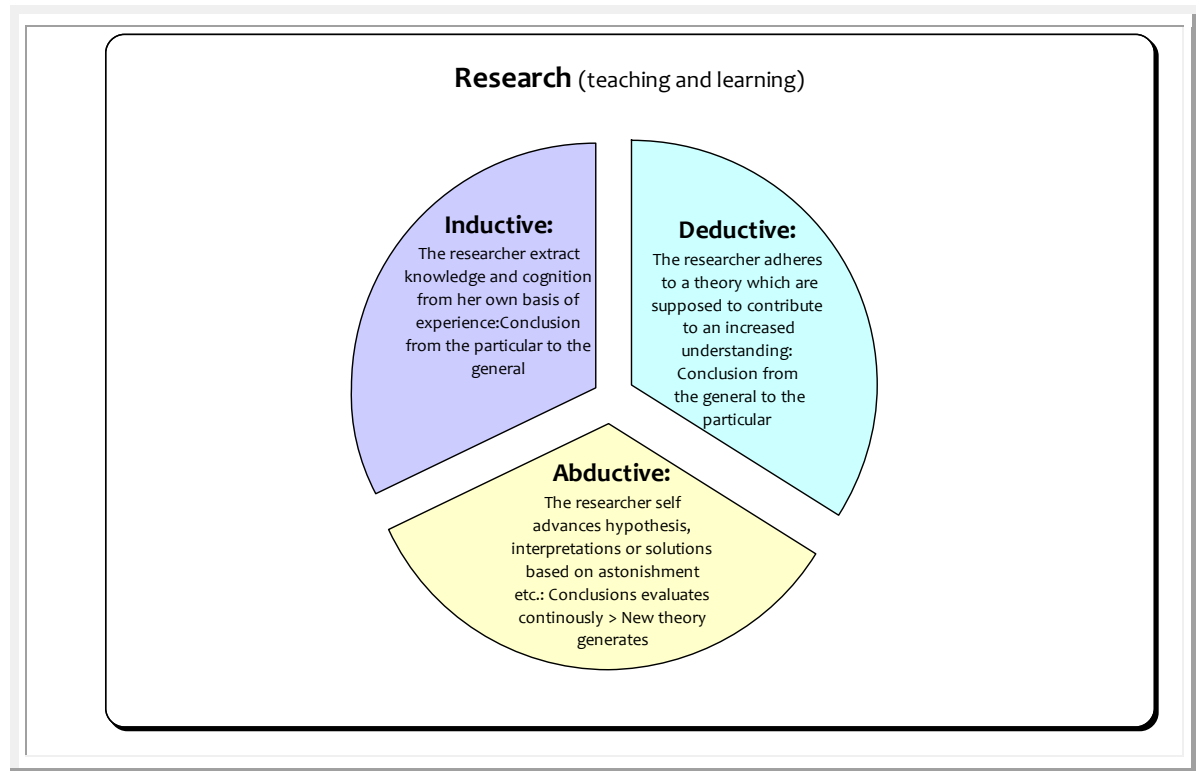 Research (teaching and learning)
Inductive:
The researcher extract
knowledge and cognition
from her own basis of
experience:Conclusion
from the particular to the
general
Deductive:
The researcher adheres
to a theory which are
supposed to contribute
to an increased
understanding:
Conclusion from
the general to the
particular
Abductive:
The researcher self
advances hypothesis,
interpretations or solutions
based on astonishment
etc.: Conclusions evaluates
continously > New theory
generates